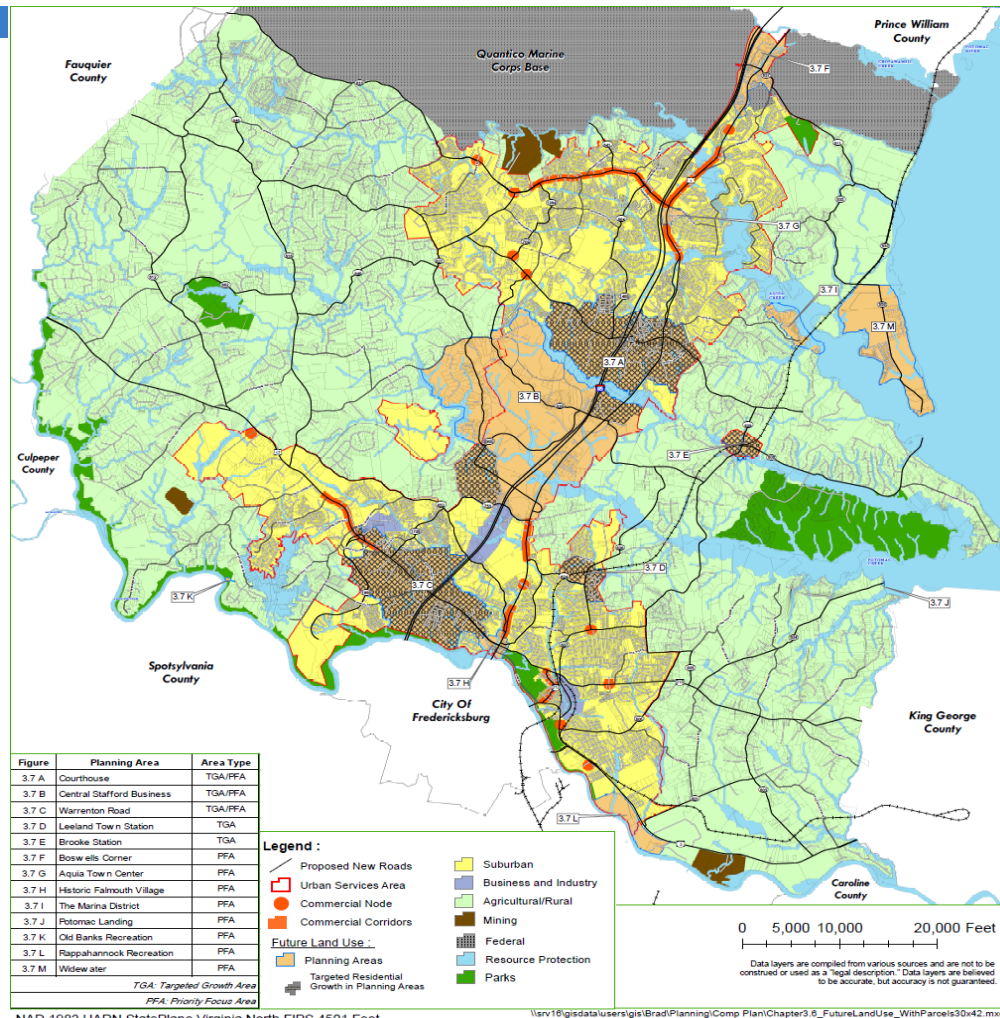 Prince William
County
Fauquier
County
Quantico Marine
Corps Base
3.7 F
3.7 G
3.7 I
3.7 M
3.7 A
3.7 B
3.7 E
Culpeper
County
3.7 D
3.7 C
3.7 K
3.7 J
Spotsylvania
County
3.7 H
City Of
Fredericksburg
King George
County
3.7 L
Caroline
County
Figure Planning Area Area Type
3.7 A Courthouse TGA/PFA
3.7 B Central Stafford Business TGA/PFA
3.7 C Warrenton Road TGA/PFA
3.7 D Leeland Town Station TGA
3.7 E Brooke Station TGA
3.7 F Boswells Corner PFA
3.7 G Aquia Town Center PFA
3.7 H Historic Falmouth Village PFA
3.7 I The Marina District PFA
3.7 J Potomac Landing PFA
3.7 K Old Banks Recreation PFA
3.7 L Rappahannock Recreation PFA
3.7 M Widewater PFA
TGA: Targeted Growth Area
PFA: Priority Focus Area
Legend :
Proposed New Roads
Urban Services Area
Commercial Node
Commercial Corridors
Future Land Use :
Planning Areas
Targeted Residential
Growth in Planning Areas
Suburban
Business and Industry
Agricultural/Rural
Mining
Federal
Resource Protection
Parks
0 5,000 10,000 20,000 Feet
Data layers are compiled from various sources and are not to be
construed or used as a "legal description." Data layers are believed
to be accurate, but accuracy is not guaranteed.
NAD 1983 HARN StatePlane Virginia North FIPS 4501 Feet
\\srv16\gisdata\users\gis\Brad\Planning\Comp Plan\Chapter3.6_FutureLandUse_WithParcels30x42.mx